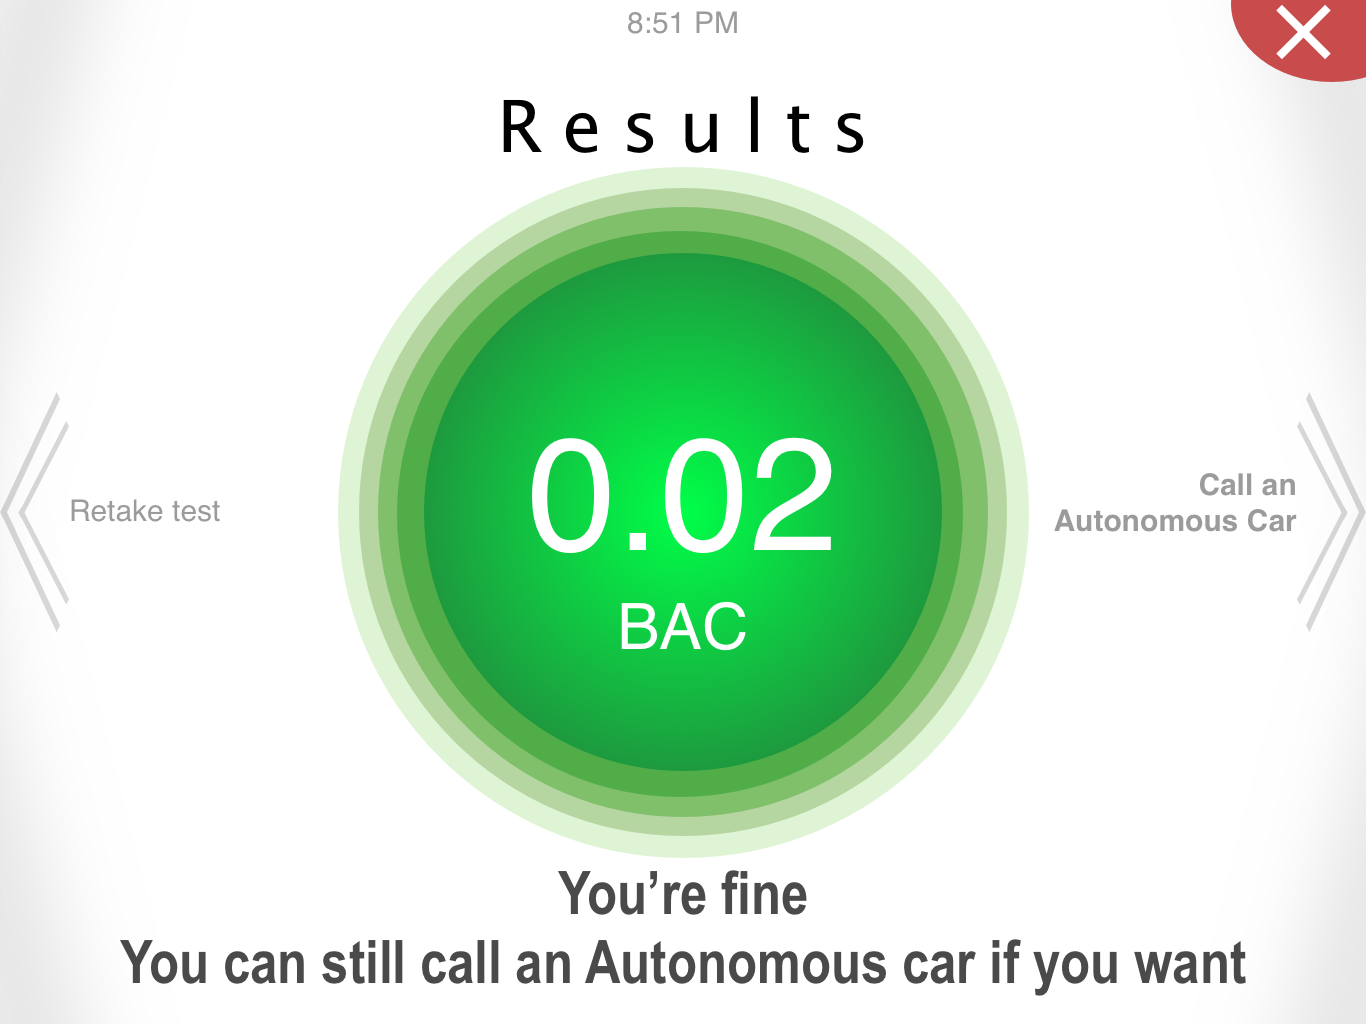 8:51 PM
Results
0.02
BAC
Retake test
Call an
Autonomous Car
You’re fine
You can still call an Autonomous car if you want